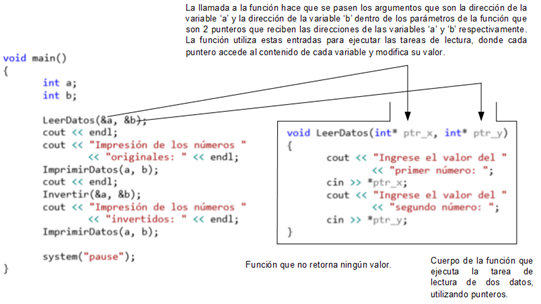 La llamada a la función hace que se pasen los argumentos que son la dirección de la
variable ‘a’ y la dirección de la variable ‘b’ dentro de los parámetros de la función que
son 2 punteros que reciben las direcciones de las variables ‘a’ y ‘b’ respectivamente.
La función utiliza estas entradas para ejecutar las tareas de lectura, donde cada
puntero accede al contenido de cada variable y modifica su valor.
void main()
{
int a;
int b;
LeerDatos(&a, &b);
cout << endl;
cout << "Impresión de los números "
<< "originales: " << endl;
ImprimirDatos(a, b);
cout << endl;
Invertir(&a, &b);
cout << "Impresión de los números "
<< "invertidos: " << endl;
ImprimirDatos(a, b);
system("pause");
}
void LeerDatos(int* ptr_x, int* ptr_y)
{
cout << "Ingrese el valor del "
<< "primer número: ";
cin >> *ptr_x;
cout << "Ingrese el valor del "
<< "segundo número: ";
cin >> *ptr_y;
}
Función que no retorna ningún valor.
Cuerpo de la función que
ejecuta la tarea de
lectura de dos datos,
utilizando punteros.